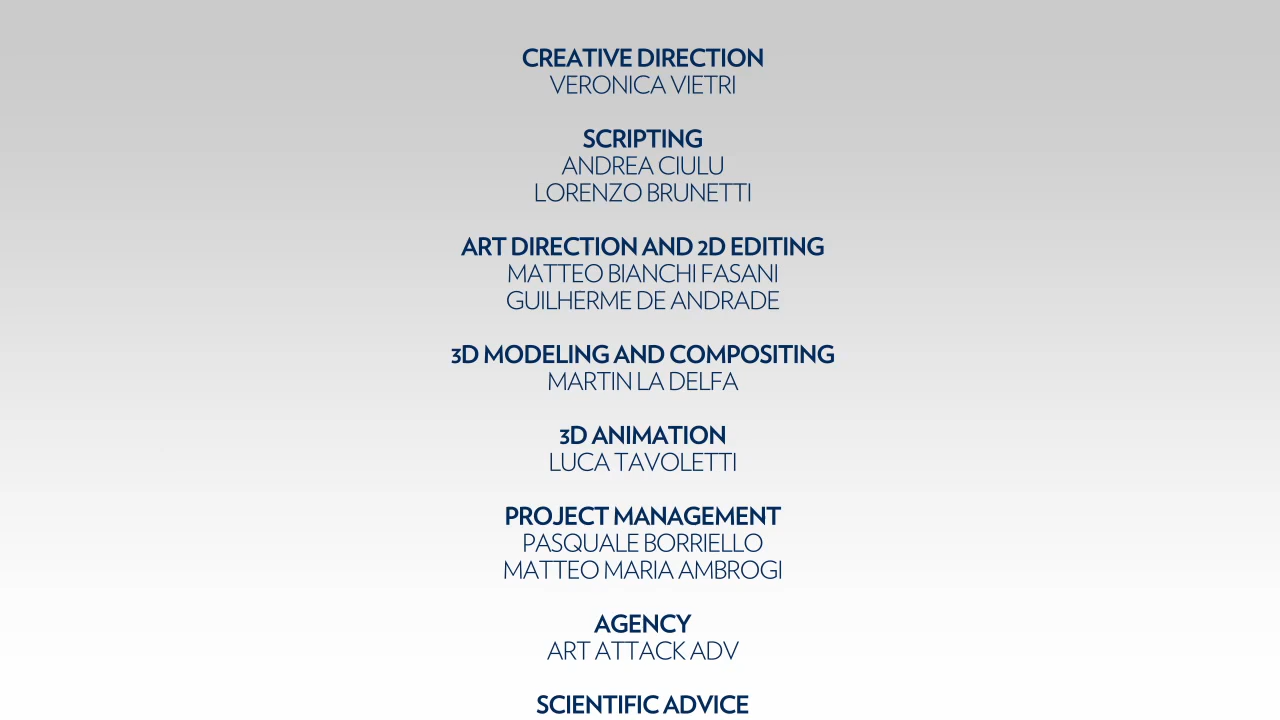 CREATIVE DIRECTION
VERONICA VIETRI
SCRIPTING
ANDREA CIULU
LORENZO BRUNETTI
ART DIRECTION AND 2D EDITING
MATTEO BIANCHI FASANI
GUILHERME DE ANDRADE
3D MODELING AND COMPOSITING
MARTIN LA DELFA
3D ANIMATION
LUCA TAVOLETTI
PROJECT MANAGEMENT
PASQUALE BORRIELLO
MATTEO MARIA AMBROGI
AGENCY
ART ATTACK ADV
SCIENTIFIC ADVICE